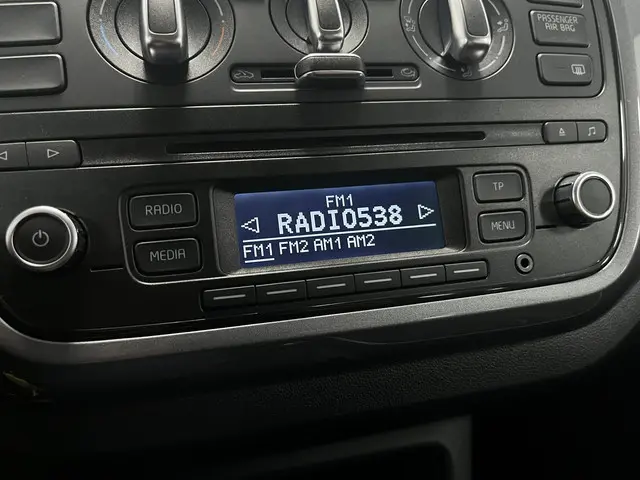 PASSENGER
AIR BAG
RADIO
MEDIA
FM1
RADIO538
FM1 FM2 AM1 AM2
TP
MENU